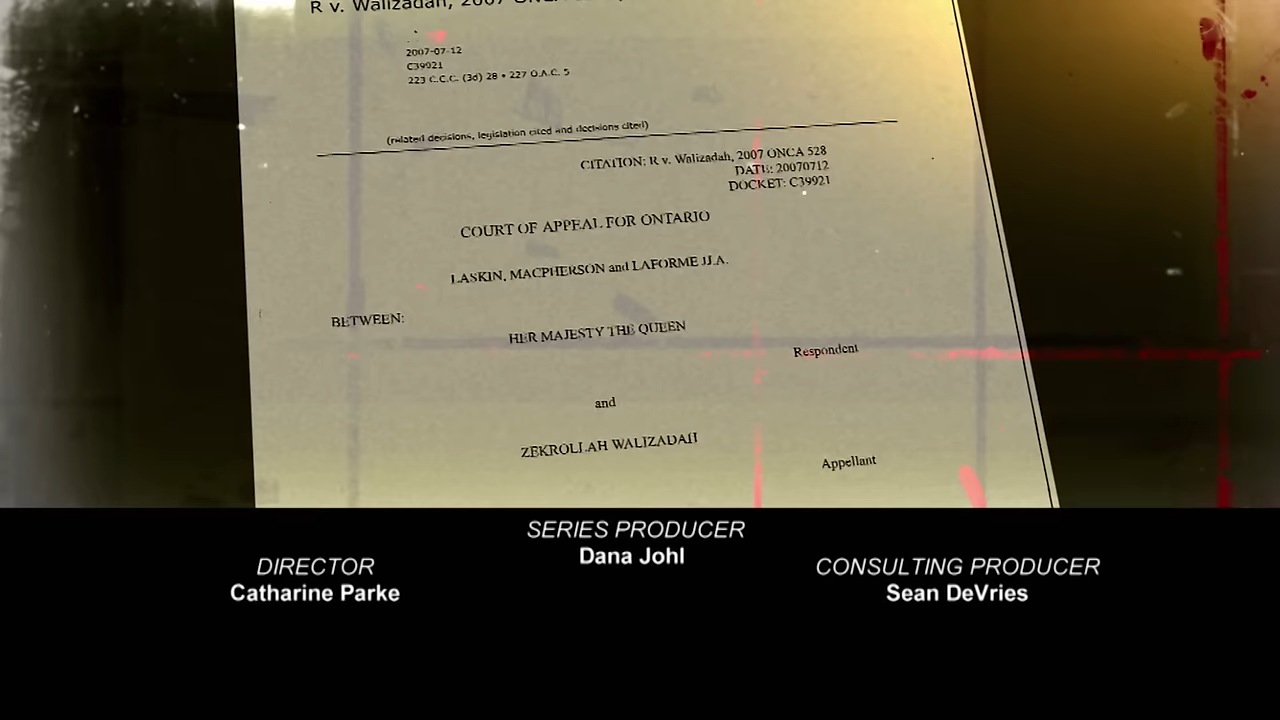 R v. Walizadah, 2007 ONCA
2007-07-12
C39921
223 C.C.C. (3d) 28 • 227 O.A.C. 5
(related decisions, legislation cited and decisions cited)
CITATION: R v. Walizadah, 2007 ONCA 528
DATE: 20070712
DOCKET: C39921
COURT OF APPEAL FOR ONTARIO
LASKIN, MACPHERSON and LAFORME JJ.A.
BETWEEN:
HER MAJESTY THE QUEEN
Respondent
and
ZEKROLLAH WALIZADAH
Appellant
SERIES PRODUCER
Dana Johl
DIRECTOR
Catharine Parke
CONSULTING PRODUCER
Sean DeVries